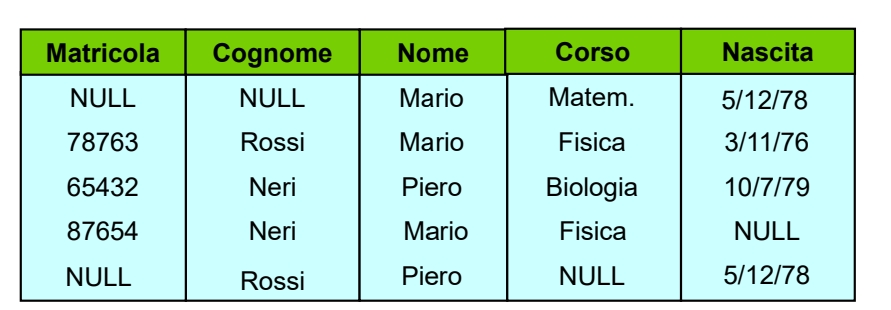 Matricola Cognome Nome Corso Nascita
NULL NULL Mario Matem. 5/12/78
78763 Rossi Mario Fisica 3/11/76
65432 Neri Piero Biologia 10/7/79
87654 Neri Mario Fisica NULL
NULL Rossi Piero NULL 5/12/78